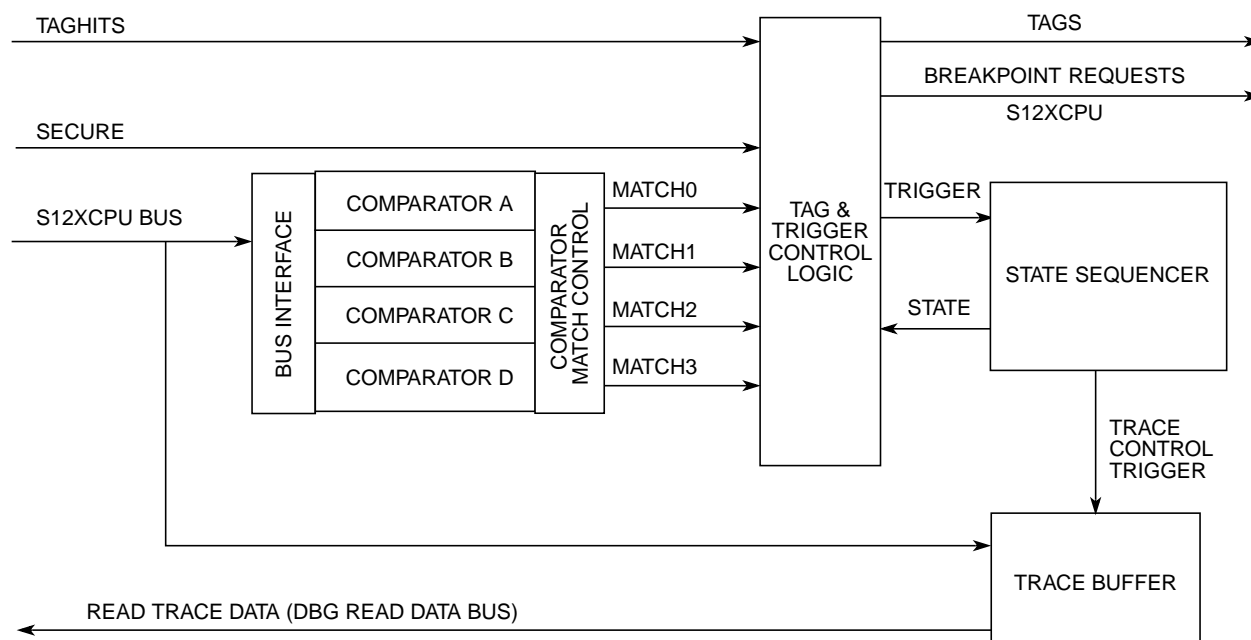 TAGHITS
TAGS
BREAKPOINT REQUESTS
S12XCPU
SECURE
S12XCPU BUS
BUS INTERFACE
COMPARATOR A
COMPARATOR B
COMPARATOR C
COMPARATOR D
COMPARATOR
MATCH CONTROL
MATCH0
MATCH1
MATCH2
MATCH3
TAG &
TRIGGER
CONTROL
LOGIC
TRIGGER
STATE
STATE SEQUENCER
TRACE
CONTROL
TRIGGER
TRACE BUFFER
READ TRACE DATA (DBG READ DATA BUS)